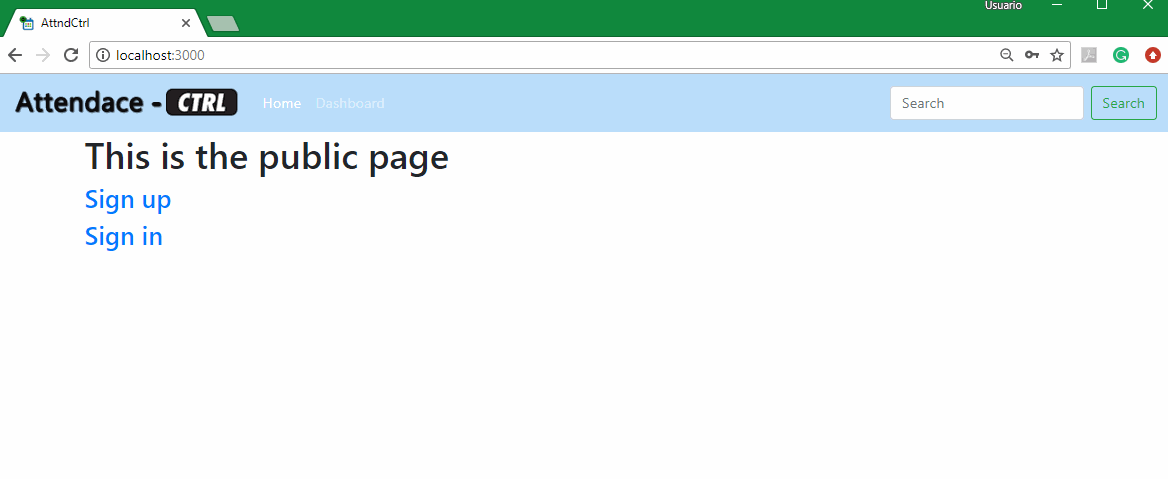 Usuario
AttndCtrl
localhost:3000
Attendace - CTRL Home Dashboard Search Search
This is the public page
Sign up
Sign in